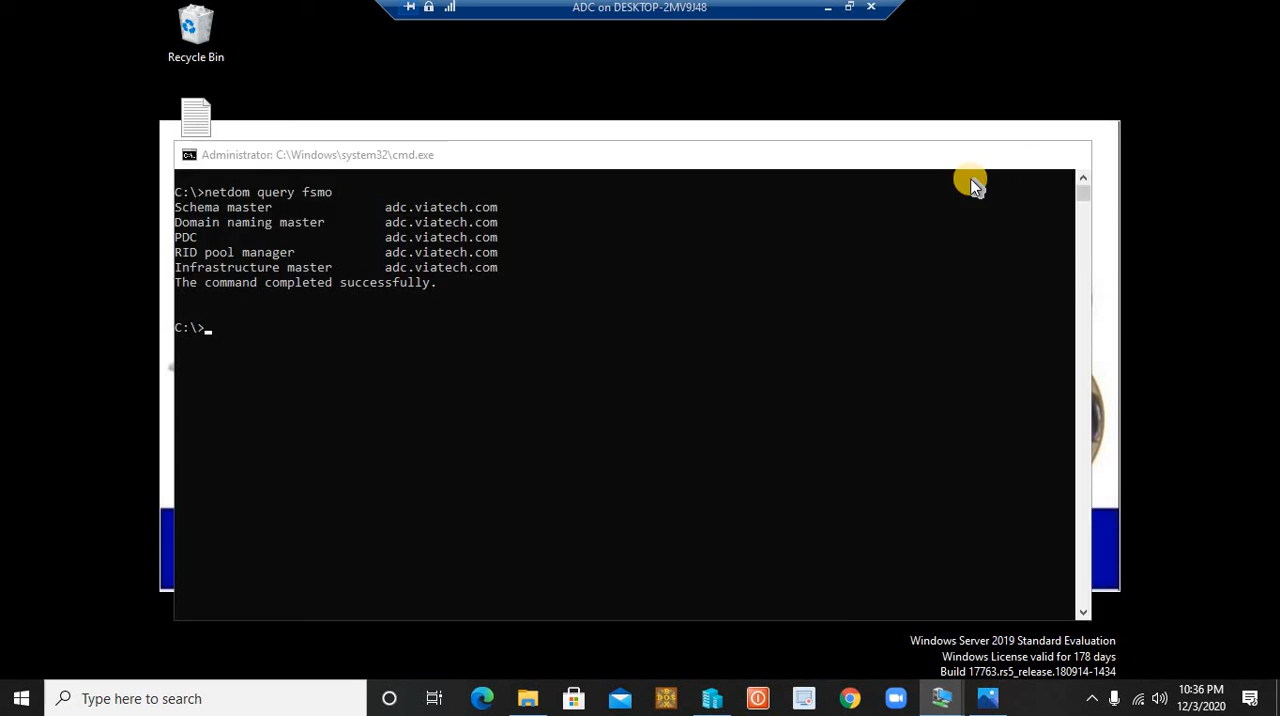 ADC on DESKTOP-2MV9J48
Recycle Bin
Administrator: C:\Windows\system32\cmd.exe
C:\>netdom query fsmo
Schema master adc.viatech.com
Domain naming master adc.viatech.com
PDC adc.viatech.com
RID pool manager adc.viatech.com
Infrastructure master adc.viatech.com
The command completed successfully.
C:\>_
Windows Server 2019 Standard Evaluation
Windows License valid for 178 days
Build 17763.rs5_release.180914-1434
Type here to search
10:36 PM
12/3/2020